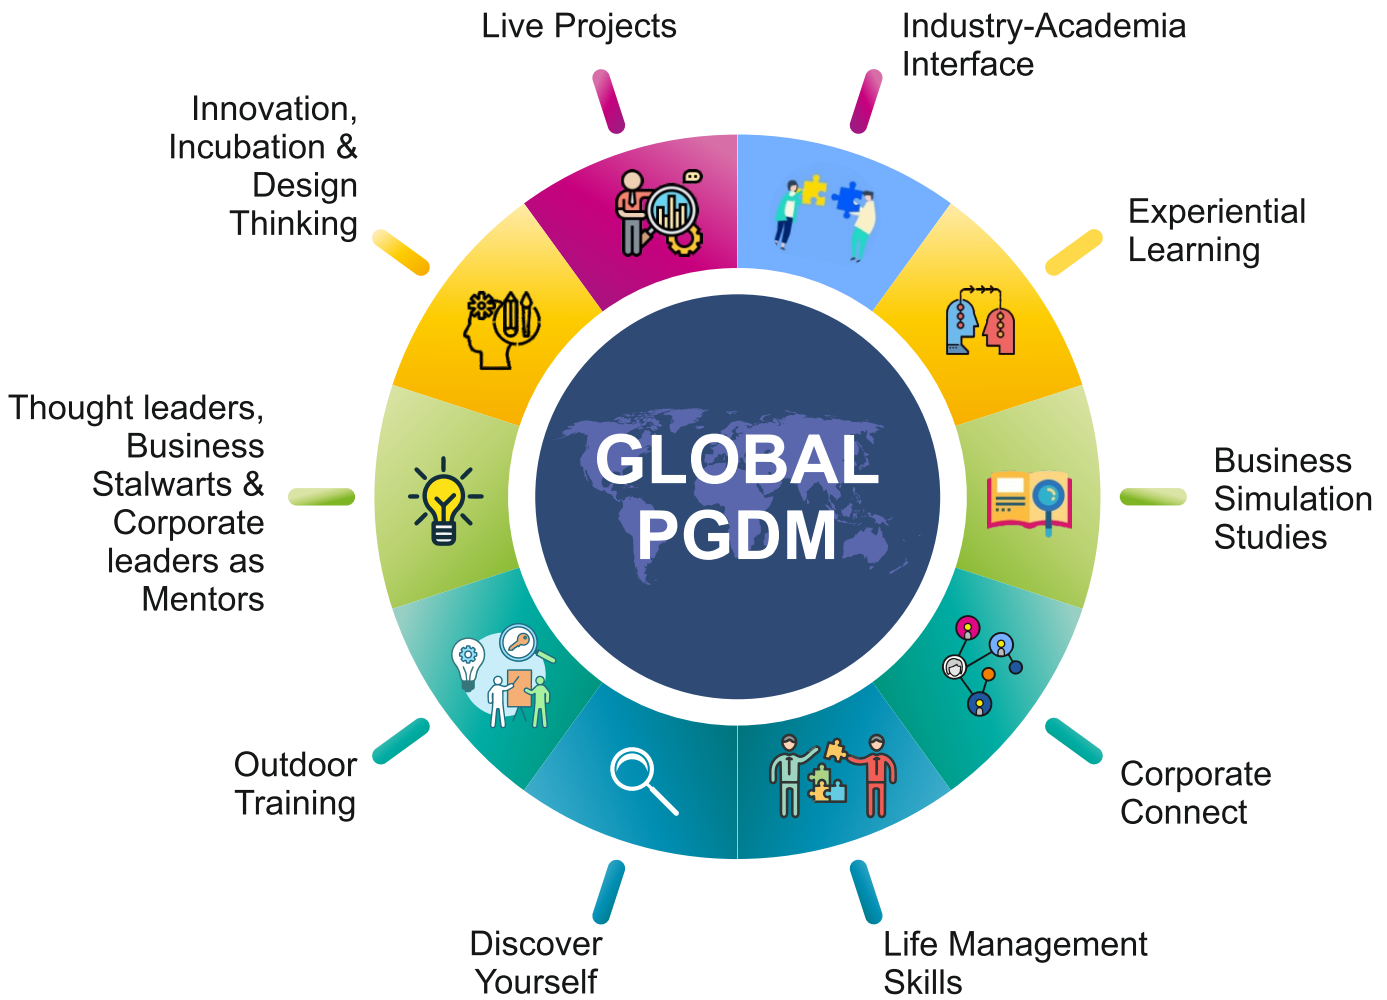 Live Projects
Industry-Academia
Interface
Innovation,
Incubation &
Design
Thinking
Experiential
Learning
Thought leaders,
Business
Stalwarts &
Corporate
leaders as
Mentors
GLOBAL
PGDM
Business
Simulation
Studies
Outdoor
Training
Corporate
Connect
Discover
Yourself
Life Management
Skills